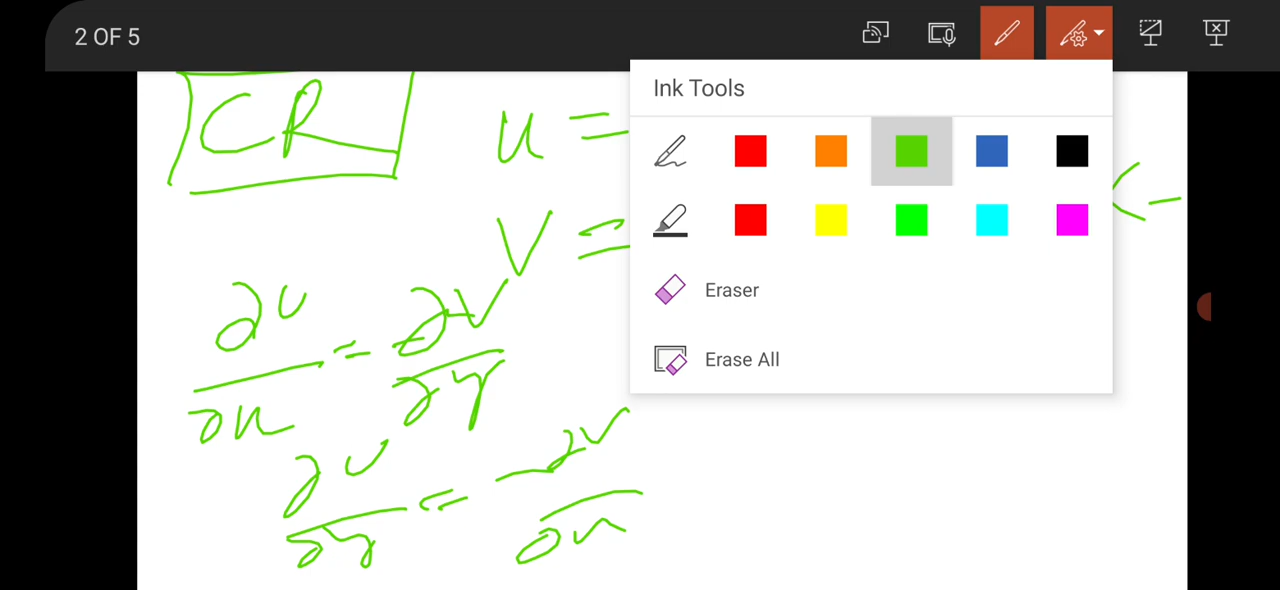 2 OF 5
Ink Tools
CR
u =
V =
Eraser
Erase All
∂u/∂x = ∂v/∂y
∂u/∂y = -∂v/∂x